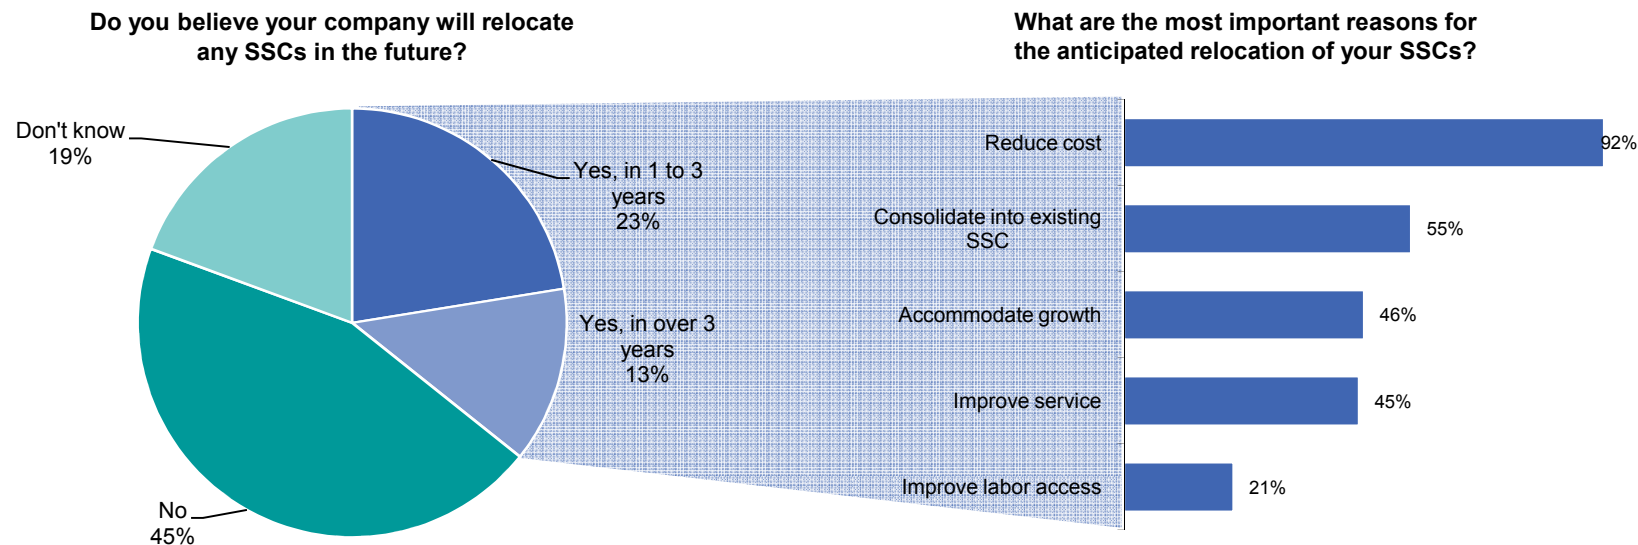 Do you believe your company will relocate
any SSCs in the future?
Don't know
19%
Yes, in 1 to 3
years
23%
Yes, in over 3
years
13%
No
45%
What are the most important reasons for
the anticipated relocation of your SSCs?
Reduce cost
92%
Consolidate into existing
SSC
55%
Accommodate growth
46%
Improve service
45%
Improve labor access
21%